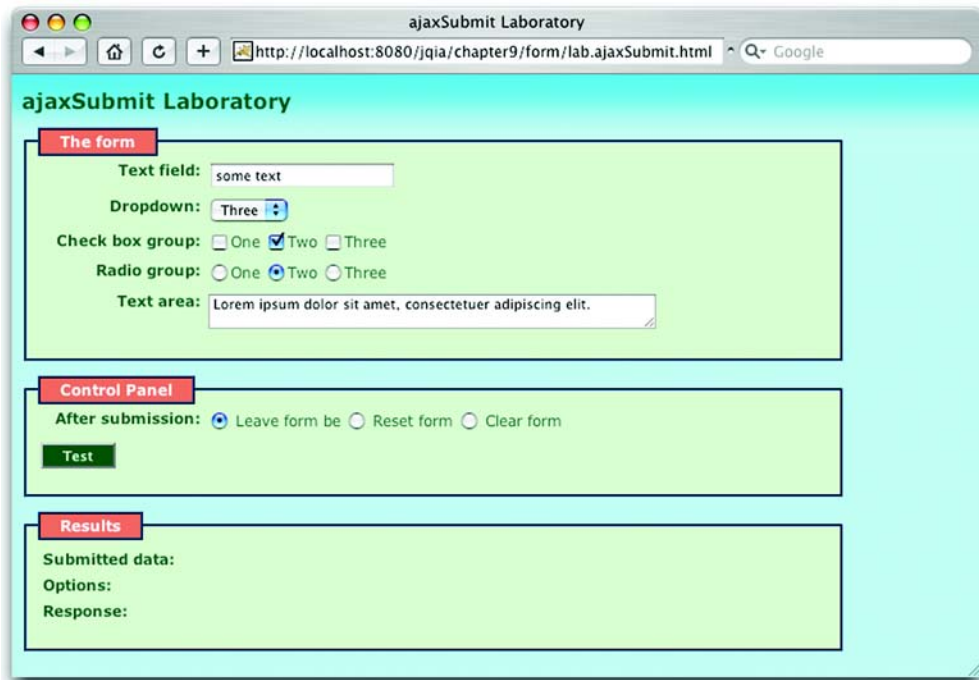 ajaxSubmit Laboratory
http://localhost:8080/jqia/chapter9/form/lab.ajaxSubmit.html
Google
ajaxSubmit Laboratory
The form
Text field: some text
Dropdown: Three
Check box group: One Two Three
Radio group: One Two Three
Text area: Lorem ipsum dolor sit amet, consectetuer adipiscing elit.
Control Panel
After submission: Leave form be Reset form Clear form
Test
Results
Submitted data:
Options:
Response: